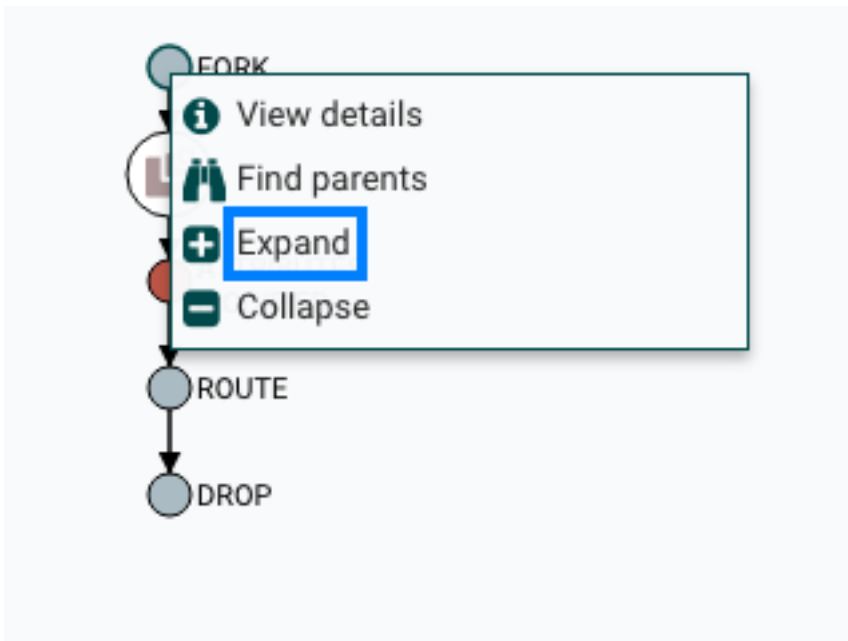 FORK
View details
Find parents
Expand
Collapse
ROUTE
DROP